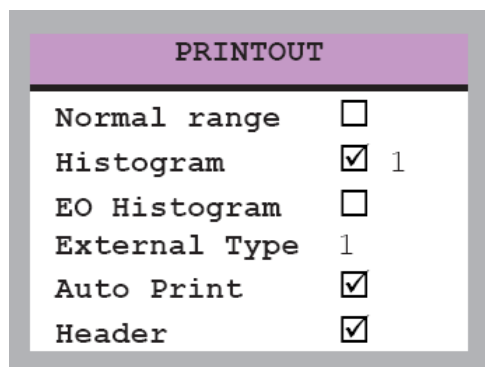 PRINTOUT
Normal range ☐
Histogram ☑ 1
EO Histogram ☐
External Type 1
Auto Print ☑
Header ☑